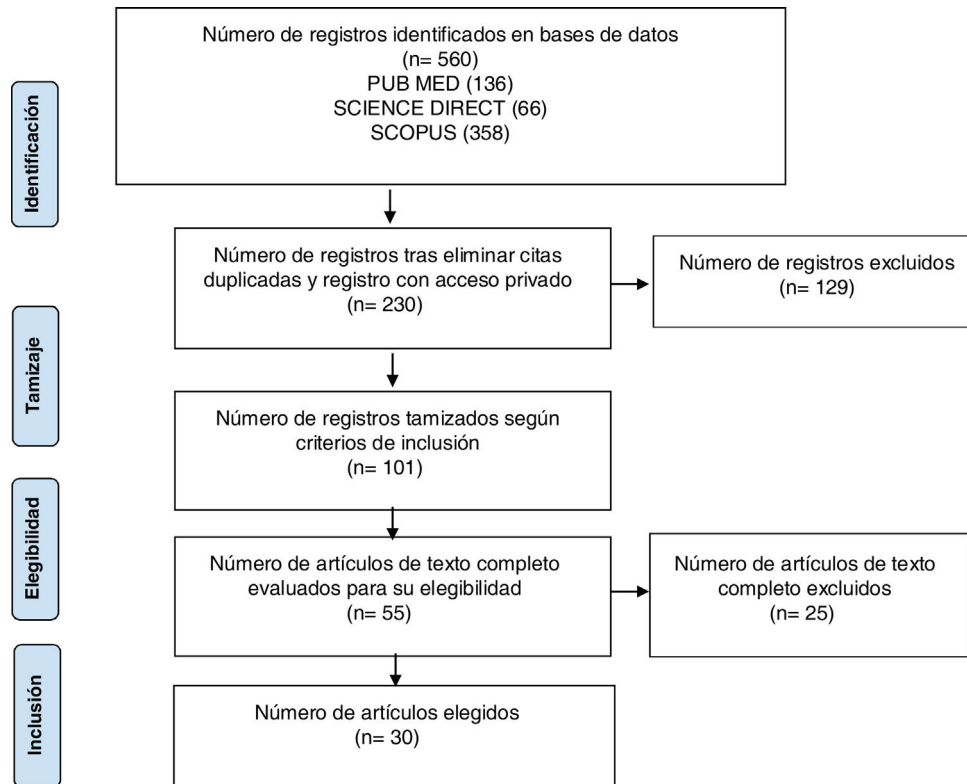 Identificación
Número de registros identificados en bases de datos
(n= 560)
PUB MED (136)
SCIENCE DIRECT (66)
SCOPUS (358)
Número de registros tras eliminar citas
duplicadas y registro con acceso privado
(n= 230)
Número de registros excluidos
(n= 129)
Tamizaje
Número de registros tamizados según
criterios de inclusión
(n= 101)
Elegibilidad
Número de artículos de texto completo
evaluados para su elegibilidad
(n= 55)
Número de artículos de texto
completo excluidos
(n= 25)
Inclusión
Número de artículos elegidos
(n= 30)